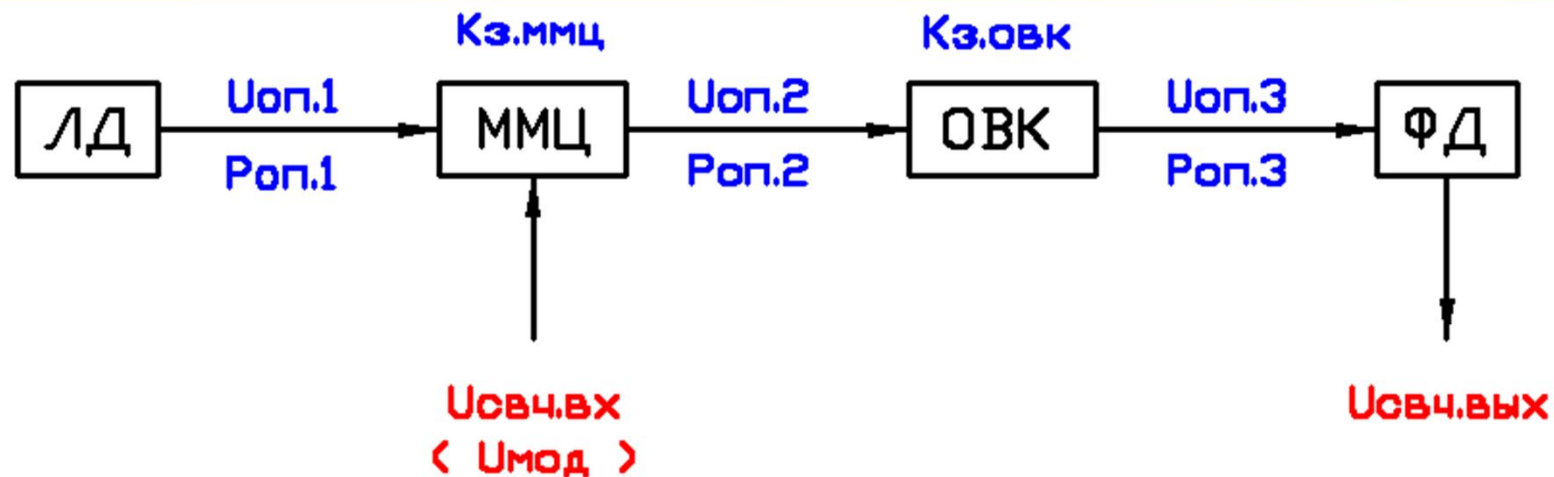 Кз.ммц Кз.овк
ЛД Uоп.1 ММЦ Uоп.2 ОВК Uоп.3 ФД
Роп.1 Роп.2 Роп.3
Uсвч.вх Uсвч.вых
( Uмод )